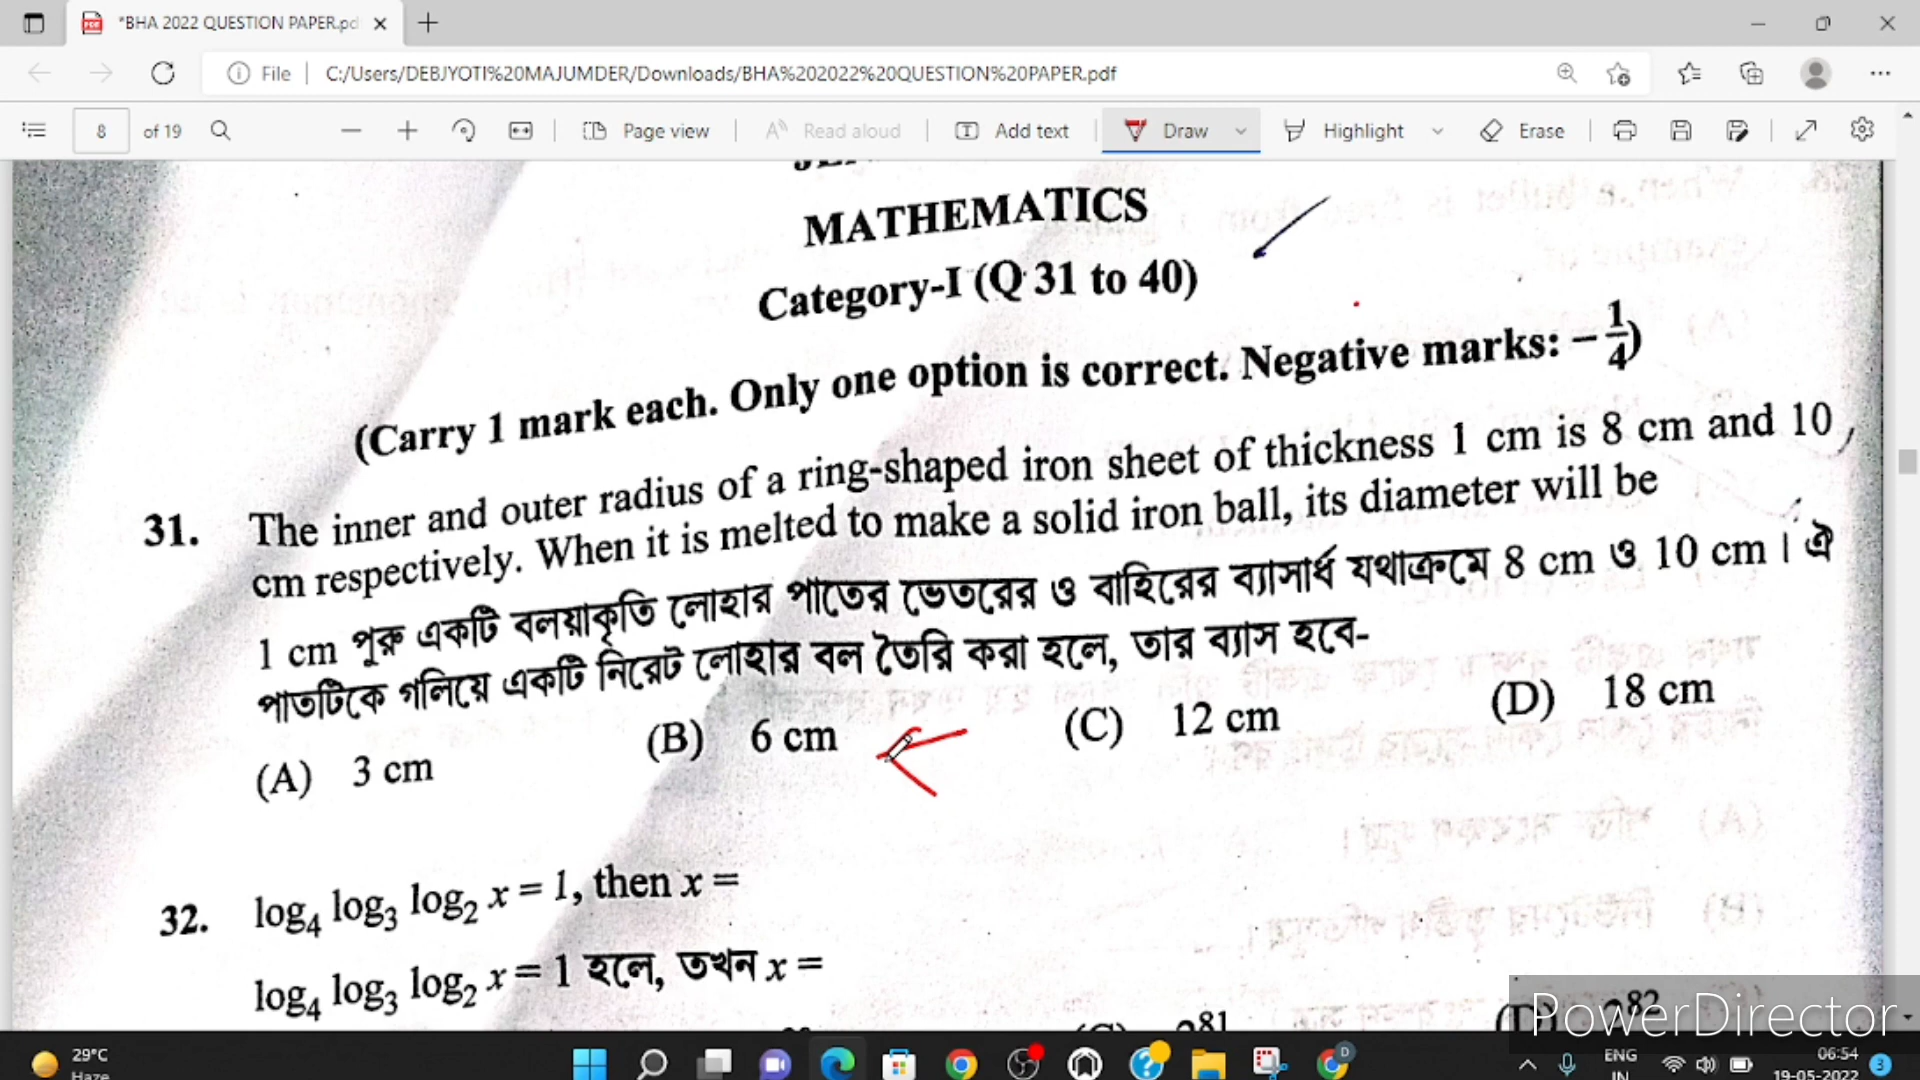 *BHA 2022 QUESTION PAPER.pd
File
C:/Users/DEBJYOTI%20MAJUMDER/Downloads/BHA%202022%20QUESTION%20PAPER.pdf
8 of 19
Page view
Read aloud
Add text
Draw
Highlight
Erase
MATHEMATICS
Category-I (Q 31 to 40)
(Carry 1 mark each. Only one option is correct. Negative marks: – 1/4)
31. The inner and outer radius of a ring-shaped iron sheet of thickness 1 cm is 8 cm and 10
cm respectively. When it is melted to make a solid iron ball, its diameter will be
1 cm পুরু একটি বলয়াকৃতি লোহার পাতের ভেতরের ও বাহিরের ব্যাসার্ধ যথাক্রমে 8 cm ও 10 cm । ঐ
পাতটিকে গলিয়ে একটি নিরেট লোহার বল তৈরি করা হলে, তার ব্যাস হবে-
(A) 3 cm (B) 6 cm (C) 12 cm (D) 18 cm
32. log₄ log₃ log₂ x = 1, then x =
log₄ log₃ log₂ x = 1 হলে, তখন x =
PowerDirector
29°C
Haze
ENG
IN
06:54
19-05-2022
3